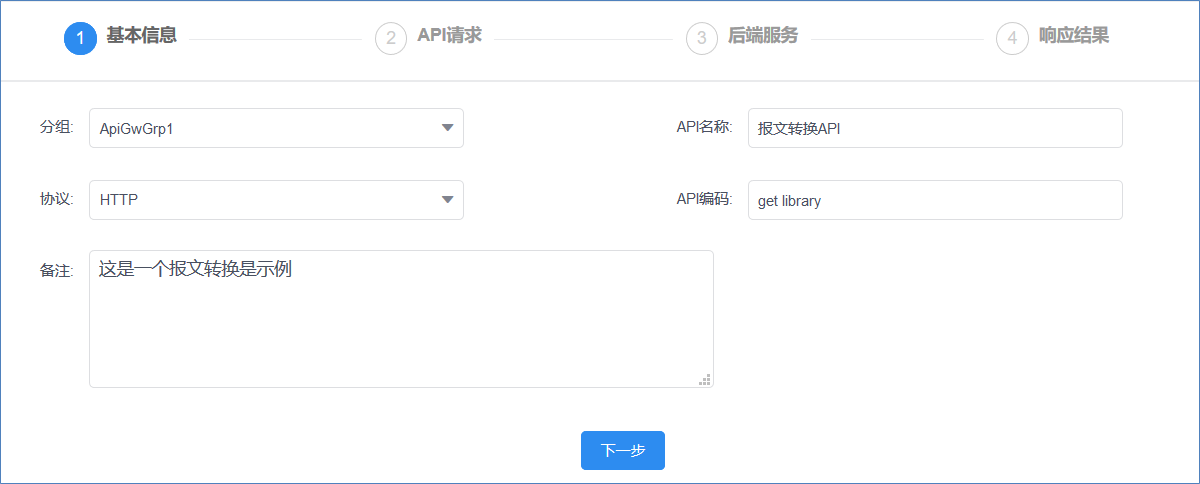 1 基本信息 2 API请求 3 后端服务 4 响应结果
分组: ApiGwGrp1 API名称: 报文转换API
协议: HTTP API编码: get library
备注: 这是一个报文转换是示例
下一步